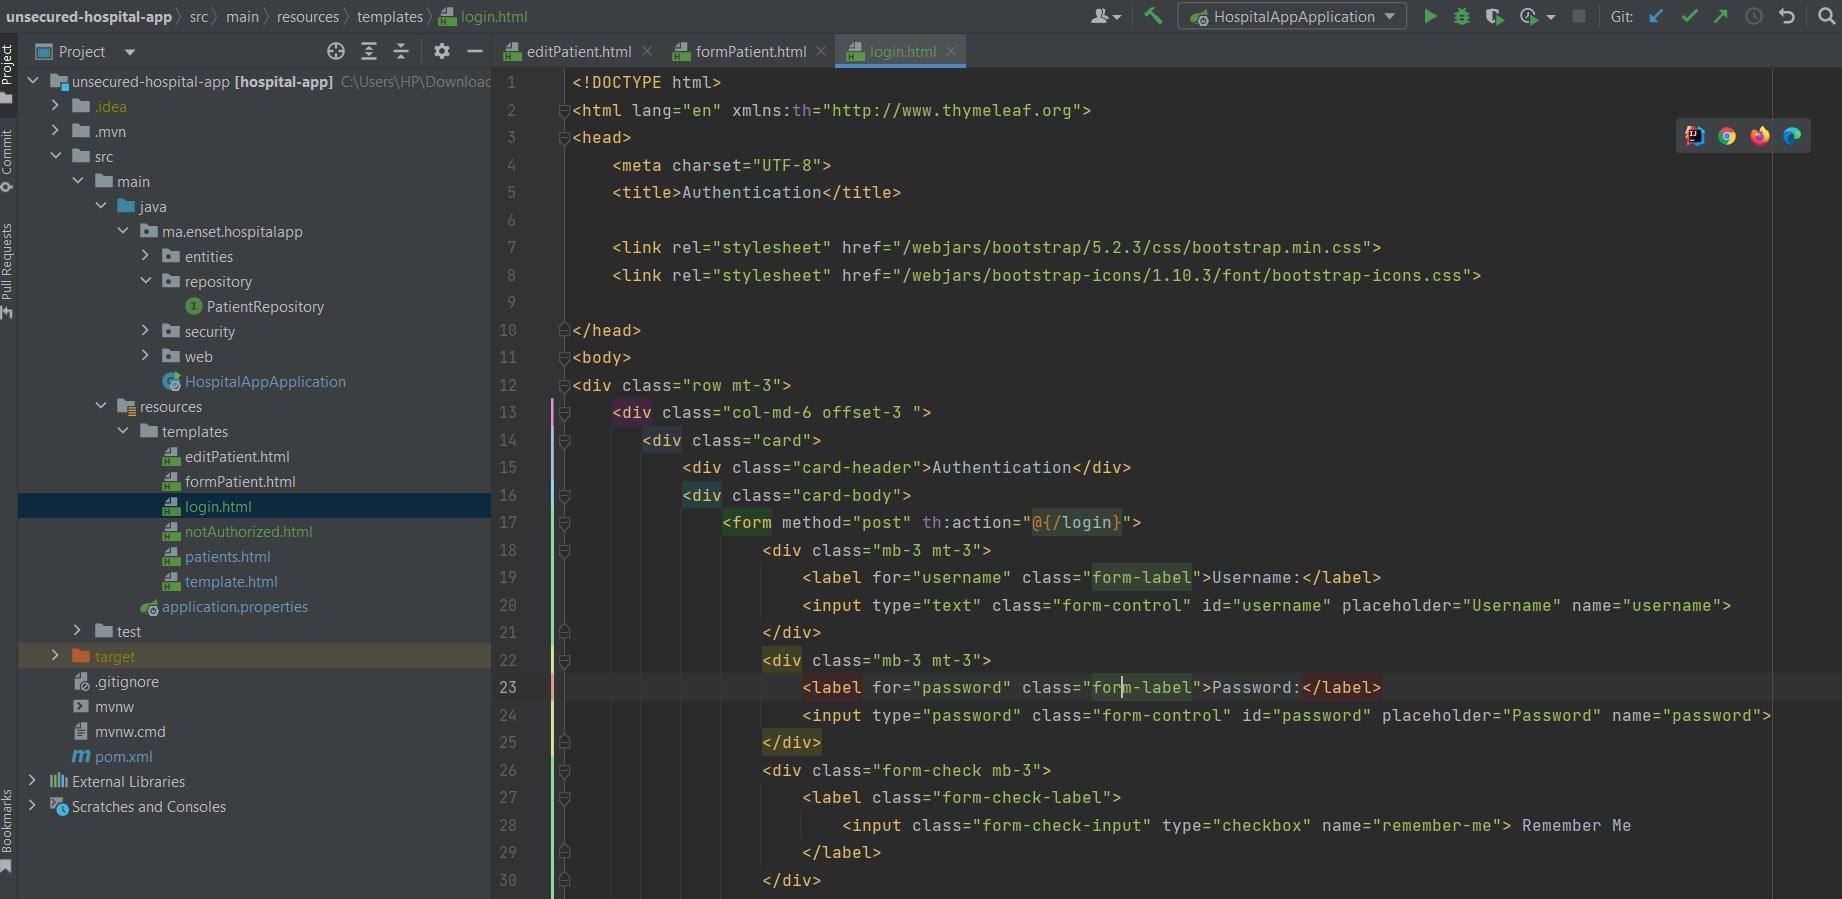 unsecured-hospital-app src main resources templates login.html
HospitalAppApplication Git:
Project
editPatient.html formPatient.html login.html
Project
Commit
Pull Requests
Bookmarks
unsecured-hospital-app [hospital-app] C:\Users\HP\Downloac
.idea
.mvn
src
main
java
ma.enset.hospitalapp
entities
repository
PatientRepository
security
web
HospitalAppApplication
resources
templates
editPatient.html
formPatient.html
login.html
notAuthorized.html
patients.html
template.html
application.properties
test
target
.gitignore
mvnw
mvnw.cmd
pom.xml
External Libraries
Scratches and Consoles
1 <!DOCTYPE html>
2 <html lang="en" xmlns:th="http://www.thymeleaf.org">
3 <head>
4 <meta charset="UTF-8">
5 <title>Authentication</title>
6
7 <link rel="stylesheet" href="/webjars/bootstrap/5.2.3/css/bootstrap.min.css">
8 <link rel="stylesheet" href="/webjars/bootstrap-icons/1.10.3/font/bootstrap-icons.css">
9
10 </head>
11 <body>
12 <div class="row mt-3">
13 <div class="col-md-6 offset-3 ">
14 <div class="card">
15 <div class="card-header">Authentication</div>
16 <div class="card-body">
17 <form method="post" th:action="@{/login}">
18 <div class="mb-3 mt-3">
19 <label for="username" class="form-label">Username:</label>
20 <input type="text" class="form-control" id="username" placeholder="Username" name="username">
21 </div>
22 <div class="mb-3 mt-3">
23 <label for="password" class="form-label">Password:</label>
24 <input type="password" class="form-control" id="password" placeholder="Password" name="password">
25 </div>
26 <div class="form-check mb-3">
27 <label class="form-check-label">
28 <input class="form-check-input" type="checkbox" name="remember-me"> Remember Me
29 </label>
30 </div>